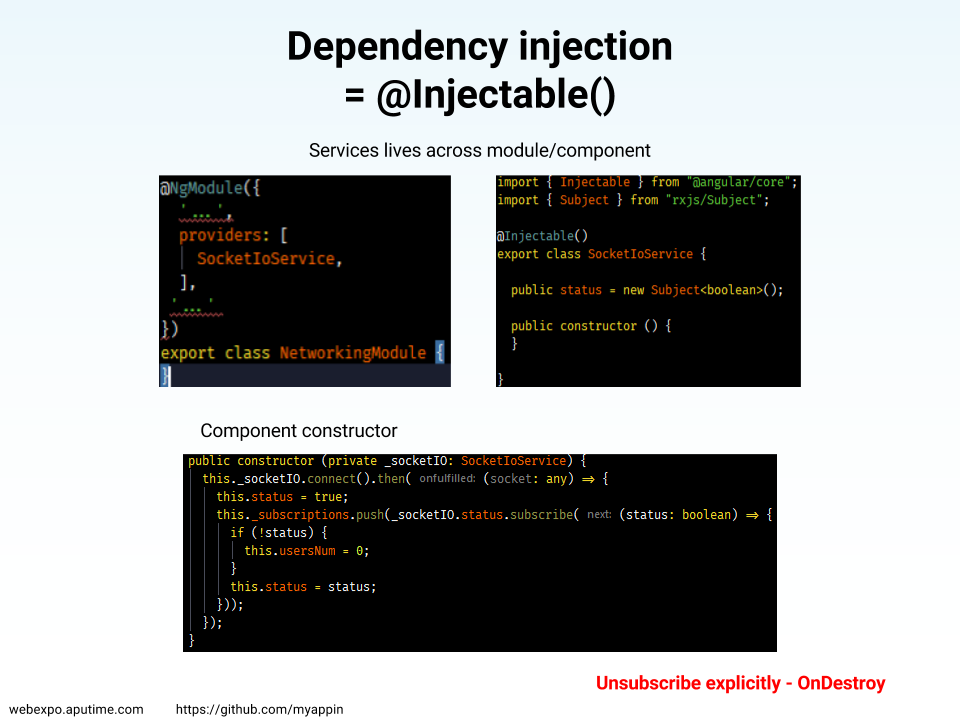 Dependency injection
= @Injectable()
Services lives across module/component
@NgModule({
'...',
providers: [
SocketIoService,
],
'...'
})
export class NetworkingModule {
}
import { Injectable } from "@angular/core";
import { Subject } from "rxjs/Subject";
@Injectable()
export class SocketIoService {
public status = new Subject<boolean>();
public constructor () {
}
}
Component constructor
public constructor (private _socketIO: SocketIoService) {
this._socketIO.connect().then( onfulfilled: (socket: any) => {
this.status = true;
this._subscriptions.push(_socketIO.status.subscribe( next: (status: boolean) => {
if (!status) {
this.usersNum = 0;
}
this.status = status;
}));
});
}
Unsubscribe explicitly - OnDestroy
webexpo.aputime.com https://github.com/myappin